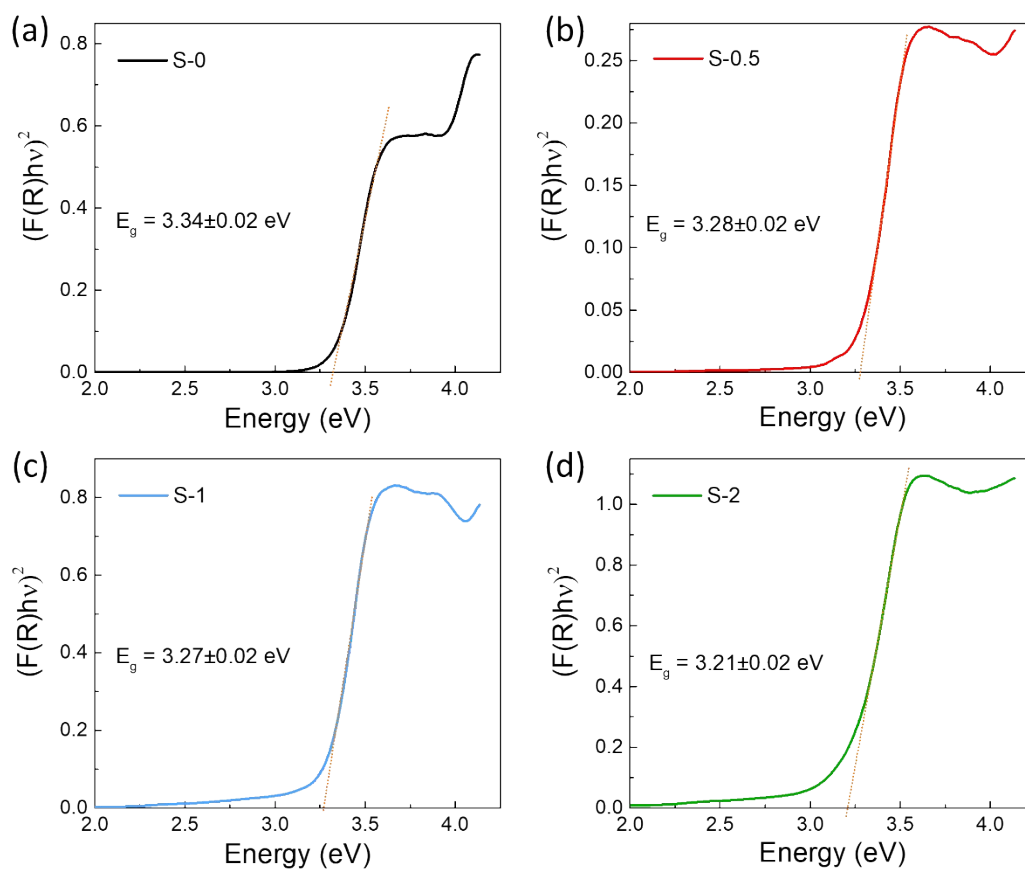 (a)
S-0
(F(R)hν)²
E_g = 3.34±0.02 eV
0.8
0.6
0.4
0.2
0.0
2.0 2.5 3.0 3.5 4.0
Energy (eV)
(b)
S-0.5
(F(R)hν)²
E_g = 3.28±0.02 eV
0.25
0.20
0.15
0.10
0.05
0.00
2.0 2.5 3.0 3.5 4.0
Energy (eV)
(c)
S-1
(F(R)hν)²
E_g = 3.27±0.02 eV
0.8
0.6
0.4
0.2
0.0
2.0 2.5 3.0 3.5 4.0
Energy (eV)
(d)
S-2
(F(R)hν)²
E_g = 3.21±0.02 eV
1.0
0.8
0.6
0.4
0.2
0.0
2.0 2.5 3.0 3.5 4.0
Energy (eV)